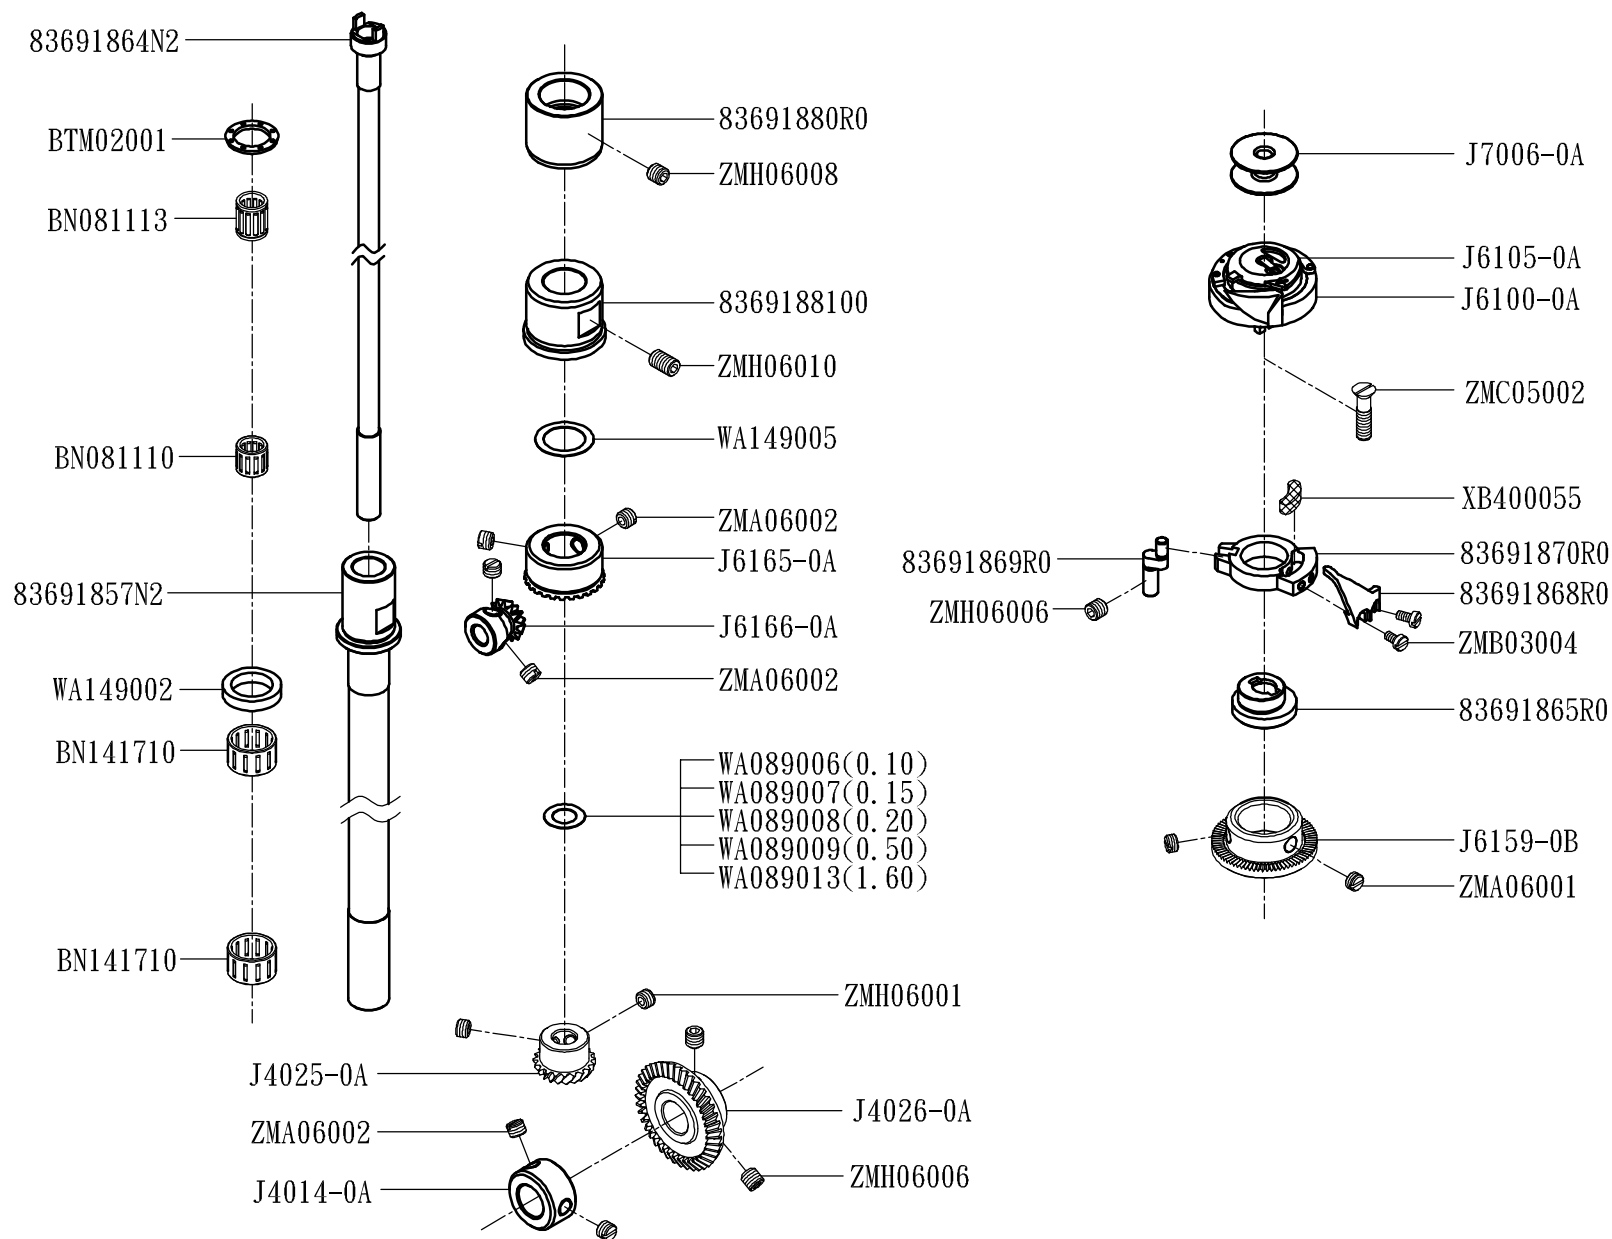 83691864N2
BTM02001
BN081113
BN081110
83691857N2
WA149002
BN141710
BN141710
83691880R0
ZMH06008
8369188100
ZMH06010
WA149005
ZMA06002
J6165-0A
J6166-0A
ZMA06002
WA089006(0.10)
WA089007(0.15)
WA089008(0.20)
WA089009(0.50)
WA089013(1.60)
ZMH06001
J4025-0A
J4026-0A
ZMA06002
ZMH06006
J4014-0A
J7006-0A
J6105-0A
J6100-0A
ZMC05002
XB400055
83691869R0
83691870R0
83691868R0
ZMH06006
ZMB03004
83691865R0
J6159-0B
ZMA06001